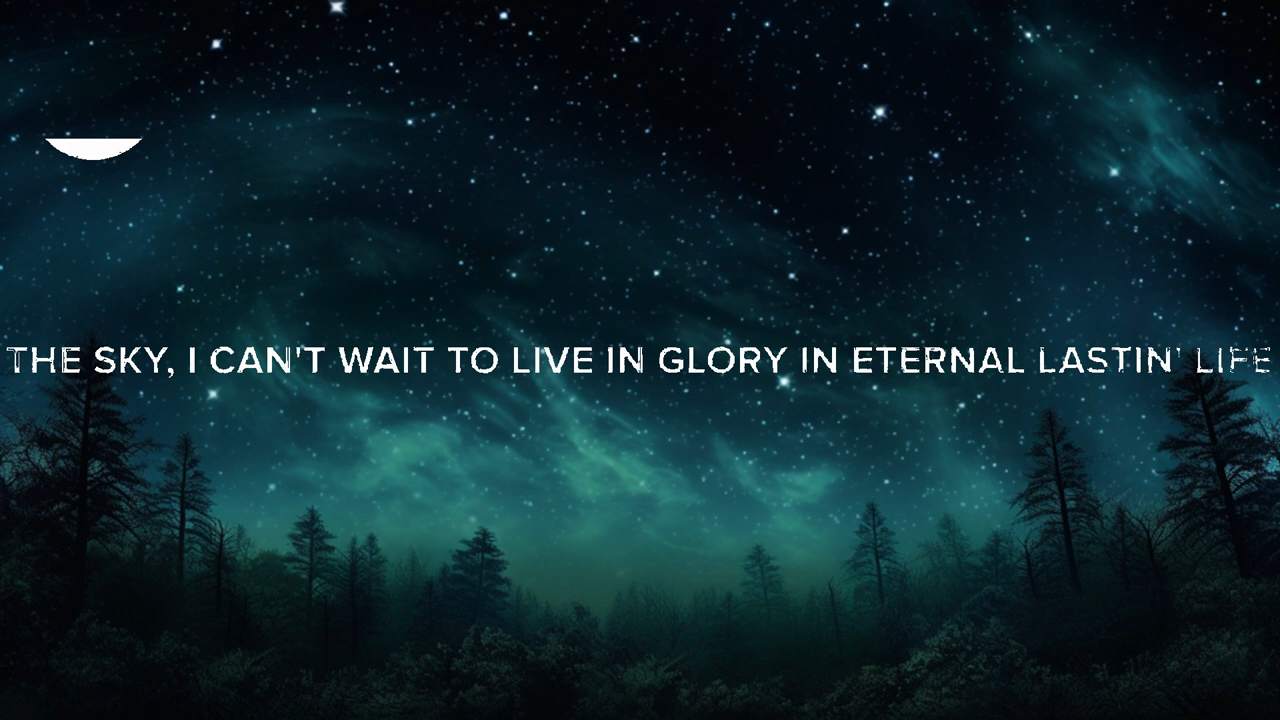 THE SKY, I CAN'T WAIT TO LIVE IN GLORY IN ETERNAL LASTIN' LIFE